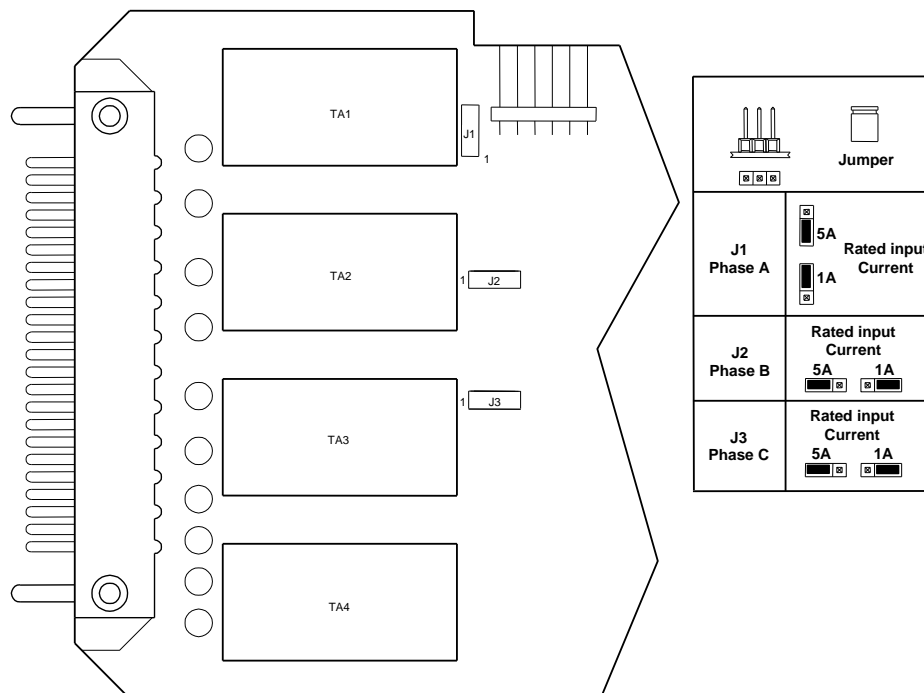 TA1
J1
1
TA2
1 J2
1 J3
TA3
TA4
Jumper
J1
Phase A
5A
1A
Rated input
Current
J2
Phase B
Rated input
Current
5A 1A
J3
Phase C
Rated input
Current
5A 1A